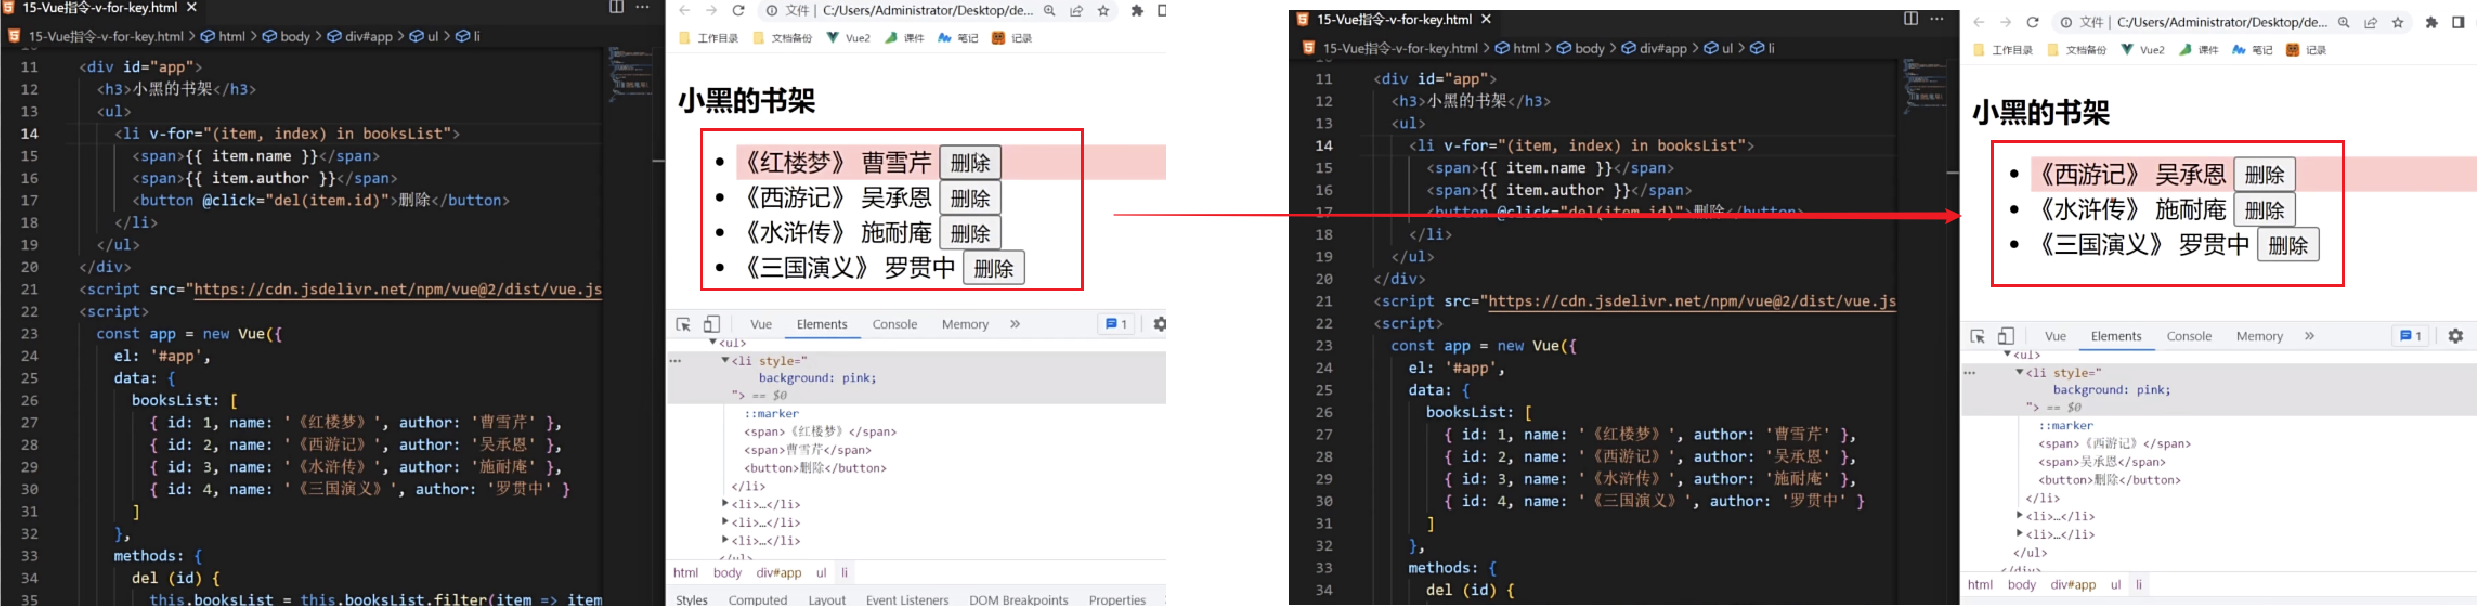 15-Vue指令-v-for-key.html
15-Vue指令-v-for-key.html > html > body > div#app > ul > li
11 <div id="app">
12 <h3>小黑的书架</h3>
13 <ul>
14 <li v-for="(item, index) in booksList">
15 <span>{{ item.name }}</span>
16 <span>{{ item.author }}</span>
17 <button @click="del(item.id)">删除</button>
18 </li>
19 </ul>
20 </div>
21 <script src="https://cdn.jsdelivr.net/npm/vue@2/dist/vue.js
22 <script>
23 const app = new Vue({
24 el: '#app',
25 data: {
26 booksList: [
27 { id: 1, name: '《红楼梦》', author: '曹雪芹' },
28 { id: 2, name: '《西游记》', author: '吴承恩' },
29 { id: 3, name: '《水浒传》', author: '施耐庵' },
30 { id: 4, name: '《三国演义》', author: '罗贯中' }
31 ]
32 },
33 methods: {
34 del (id) {
35 this.booksList = this.booksList.filter(item => item
文件 | C:/Users/Administrator/Desktop/de...
工作目录 文档备份 Vue2 课件 笔记 记录
小黑的书架
《红楼梦》 曹雪芹 删除
《西游记》 吴承恩 删除
《水浒传》 施耐庵 删除
《三国演义》 罗贯中 删除
Vue Elements Console Memory » 1
▼<ul>
▼<li style="
background: pink;
"> == $0
::marker
<span>《红楼梦》</span>
<span>曹雪芹</span>
<button>删除</button>
</li>
▶<li>…</li>
▶<li>…</li>
▶<li>…</li>
</ul>
html body div#app ul li
Styles Computed Layout Event Listeners DOM Breakpoints Properties
15-Vue指令-v-for-key.html
15-Vue指令-v-for-key.html > html > body > div#app > ul > li
11 <div id="app">
12 <h3>小黑的书架</h3>
13 <ul>
14 <li v-for="(item, index) in booksList">
15 <span>{{ item.name }}</span>
16 <span>{{ item.author }}</span>
17 <button @click="del(item.id)">删除</button>
18 </li>
19 </ul>
20 </div>
21 <script src="https://cdn.jsdelivr.net/npm/vue@2/dist/vue.js
22 <script>
23 const app = new Vue({
24 el: '#app',
25 data: {
26 booksList: [
27 { id: 1, name: '《红楼梦》', author: '曹雪芹' },
28 { id: 2, name: '《西游记》', author: '吴承恩' },
29 { id: 3, name: '《水浒传》', author: '施耐庵' },
30 { id: 4, name: '《三国演义》', author: '罗贯中' }
31 ]
32 },
33 methods: {
34 del (id) {
文件 | C:/Users/Administrator/Desktop/de...
工作目录 文档备份 Vue2 课件 笔记 记录
小黑的书架
《西游记》 吴承恩 删除
《水浒传》 施耐庵 删除
《三国演义》 罗贯中 删除
Vue Elements Console Memory » 1
▼<ul>
▼<li style="
background: pink;
"> == $0
::marker
<span>《西游记》</span>
<span>吴承恩</span>
<button>删除</button>
</li>
▶<li>…</li>
▶<li>…</li>
</ul>
</div>
html body div#app ul li